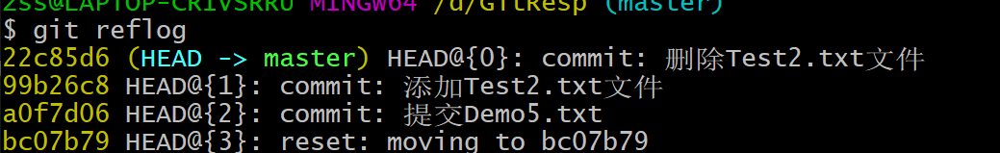 2ss@LAPTOP-CR1VSRRU MINGW64 /d/GitResp (master)
$ git reflog
22c85d6 (HEAD -> master) HEAD@{0}: commit: 删除Test2.txt文件
99b26c8 HEAD@{1}: commit: 添加Test2.txt文件
a0f7d06 HEAD@{2}: commit: 提交Demo5.txt
bc07b79 HEAD@{3}: reset: moving to bc07b79